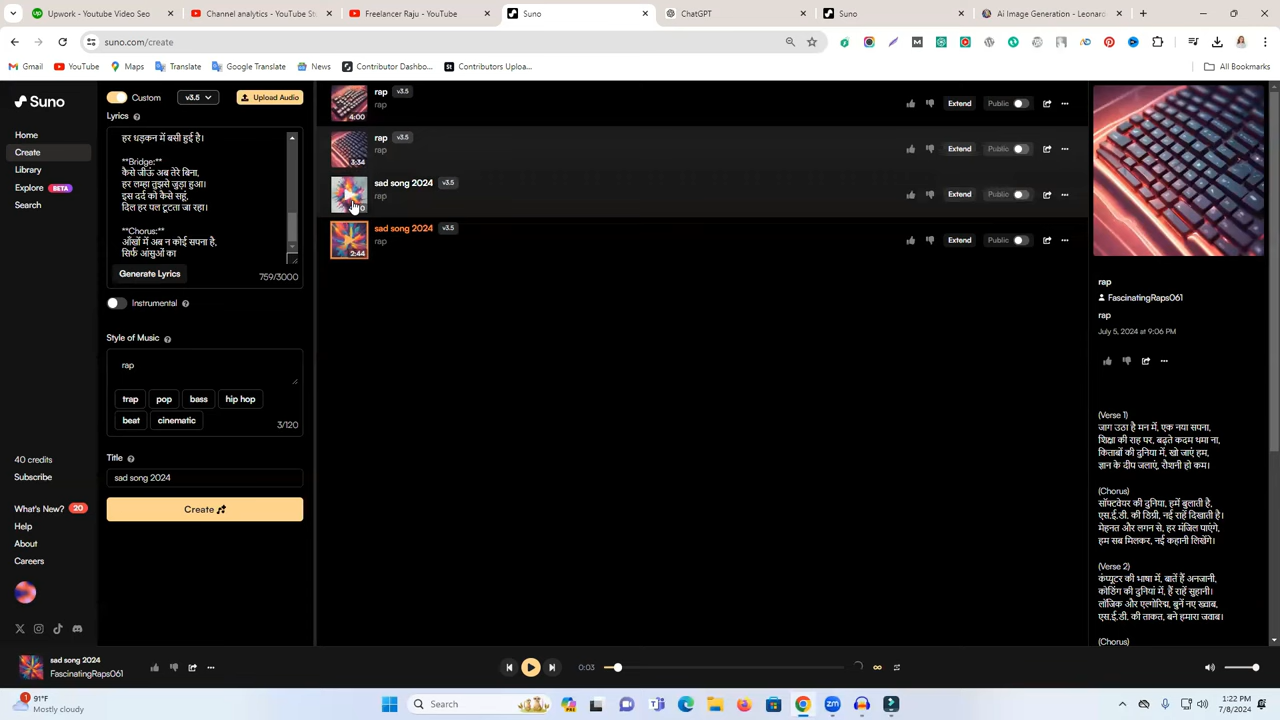 Upwork - Youtube Video Seo
Channel analytics - YouTube St
Freelancer Raju - YouTube
Suno
ChatGPT
Suno
Ai Image Generation - Leonard
suno.com/create
Gmail
YouTube
Maps
Translate
Google Translate
News
Contributor Dashbo...
Contributors Uploa...
All Bookmarks
Suno
Home
Create
Library
Explore BETA
Search
40 credits
Subscribe
What's New? 20
Help
About
Careers
Custom
v3.5
Upload Audio
Lyrics
हर धड़कन में बसी हुई है।
**Bridge:**
कैसे जीऊँ अब तेरे बिना,
हर लम्हा तुझसे जुड़ा हुआ।
इस दर्द को कैसे सहूं,
दिल हर पल टूटता जा रहा।
**Chorus:**
आँखों में अब न कोई सपना है,
सिर्फ आंसुओं का
Generate Lyrics
759/3000
Instrumental
Style of Music
rap
trap
pop
bass
hip hop
beat
cinematic
3/120
Title
sad song 2024
Create
rap v3.5
rap
4:00
Extend
Public
rap v3.5
rap
3:34
Extend
Public
sad song 2024 v3.5
rap
Extend
Public
sad song 2024 v3.5
rap
2:44
Extend
Public
rap
FascinatingRaps061
rap
July 5, 2024 at 9:06 PM
(Verse 1)
जाग उठा है मन में, एक नया सपना,
शिक्षा की राह पर, बढ़ते कदम थमा ना,
किताबों की दुनिया में, खो जाएं हम,
ज्ञान के दीप जलाएं, रौशनी हो कम।
(Chorus)
सॉफ्टवेयर की दुनिया, हमें बुलाती है,
एस.ई.डी. की डिग्री, नई राहें दिखाती है।
मेहनत और लगन से, हर मंजिल पाएंगे,
हम सब मिलकर, नई कहानी लिखेंगे।
(Verse 2)
कंप्यूटर की भाषा में, बातें हैं अनजानी,
कोडिंग की दुनियां में, हैं राहें सुहानी।
लॉजिक और एल्गोरिद्म, बुनें नए ख्वाब,
एस.ई.डी. की ताकत, बने हमारा जवाब।
(Chorus)
sad song 2024
FascinatingRaps061
0:03
1
91°F
Mostly cloudy
Search
1:22 PM
7/8/2024